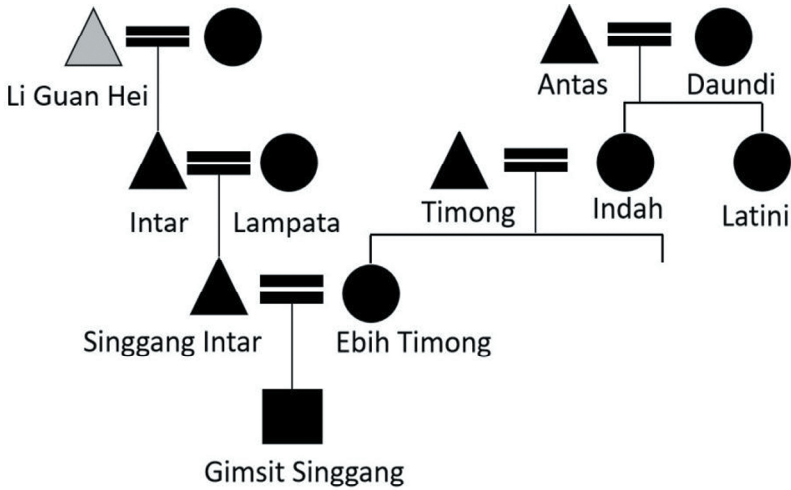 Li Guan Hei
Antas
Daundi
Intar
Lampata
Timong
Indah
Latini
Singgang Intar
Ebih Timong
Gimsit Singgang